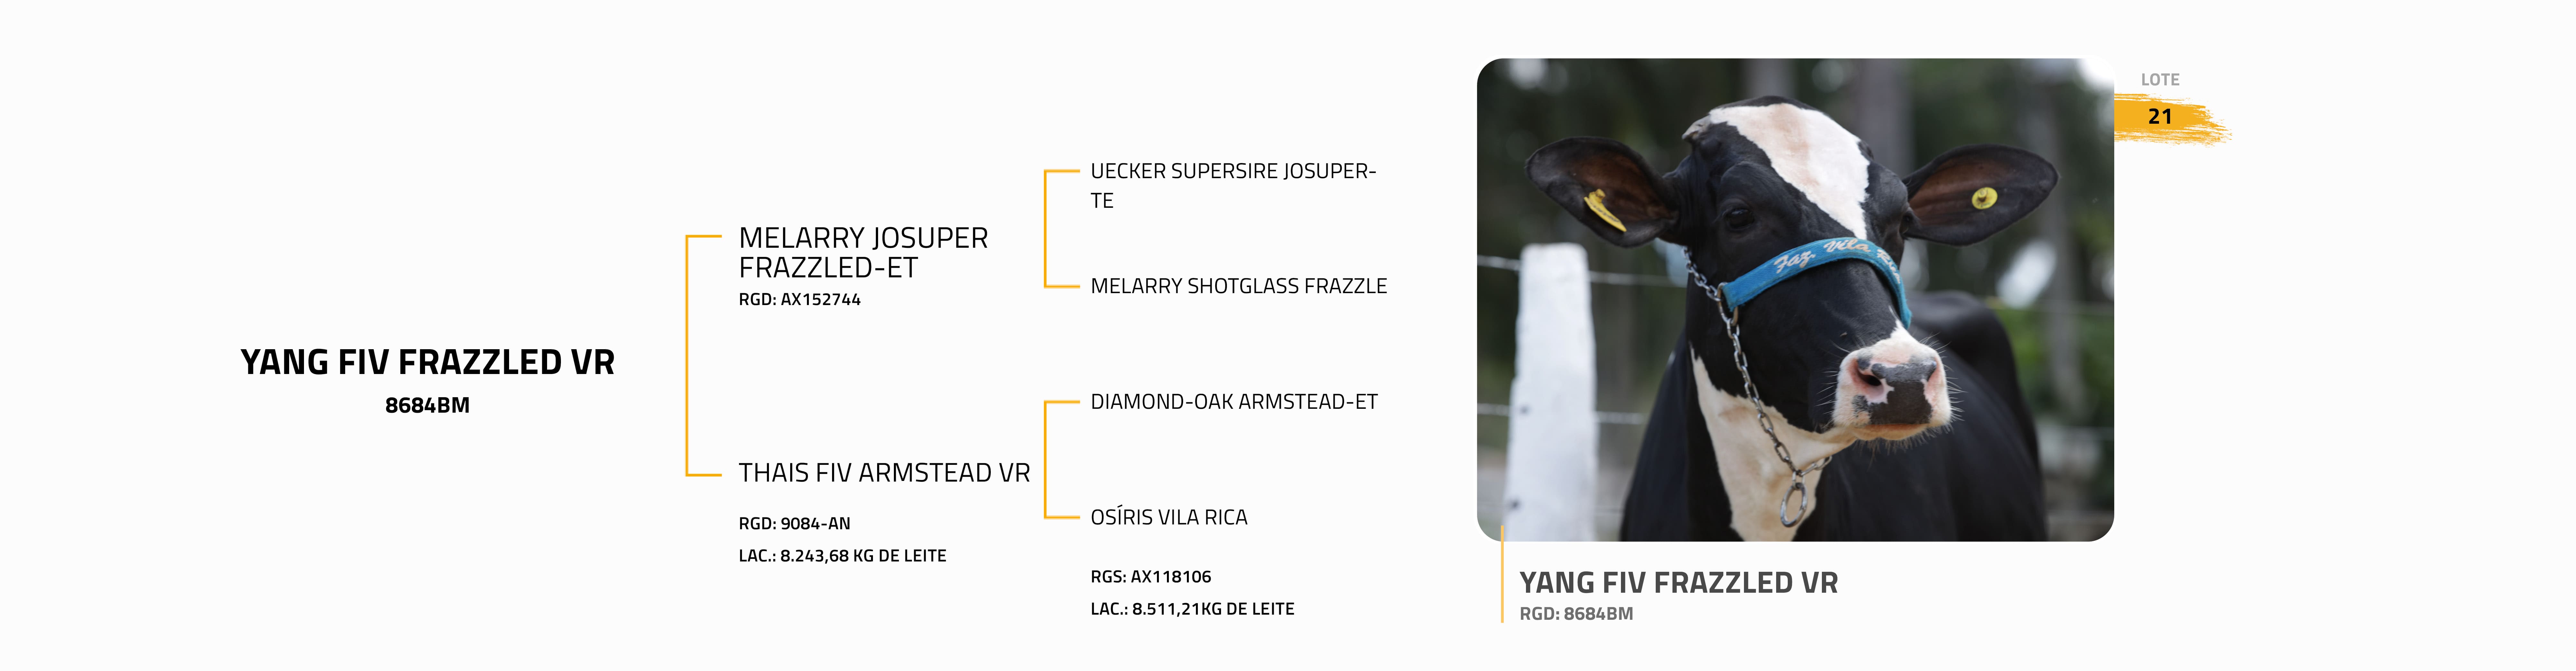 YANG FIV FRAZZLED VR
8684BM
MELARRY JOSUPER
FRAZZLED-ET
RGD: AX152744
THAIS FIV ARMSTEAD VR
RGD: 9084-AN
LAC.: 8.243,68 KG DE LEITE
UECKER SUPERSIRE JOSUPER-
TE
MELARRY SHOTGLASS FRAZZLE
DIAMOND-OAK ARMSTEAD-ET
OSÍRIS VILA RICA
RGS: AX118106
LAC.: 8.511,21KG DE LEITE
LOTE
21
Faz. Vila
YANG FIV FRAZZLED VR
RGD: 8684BM